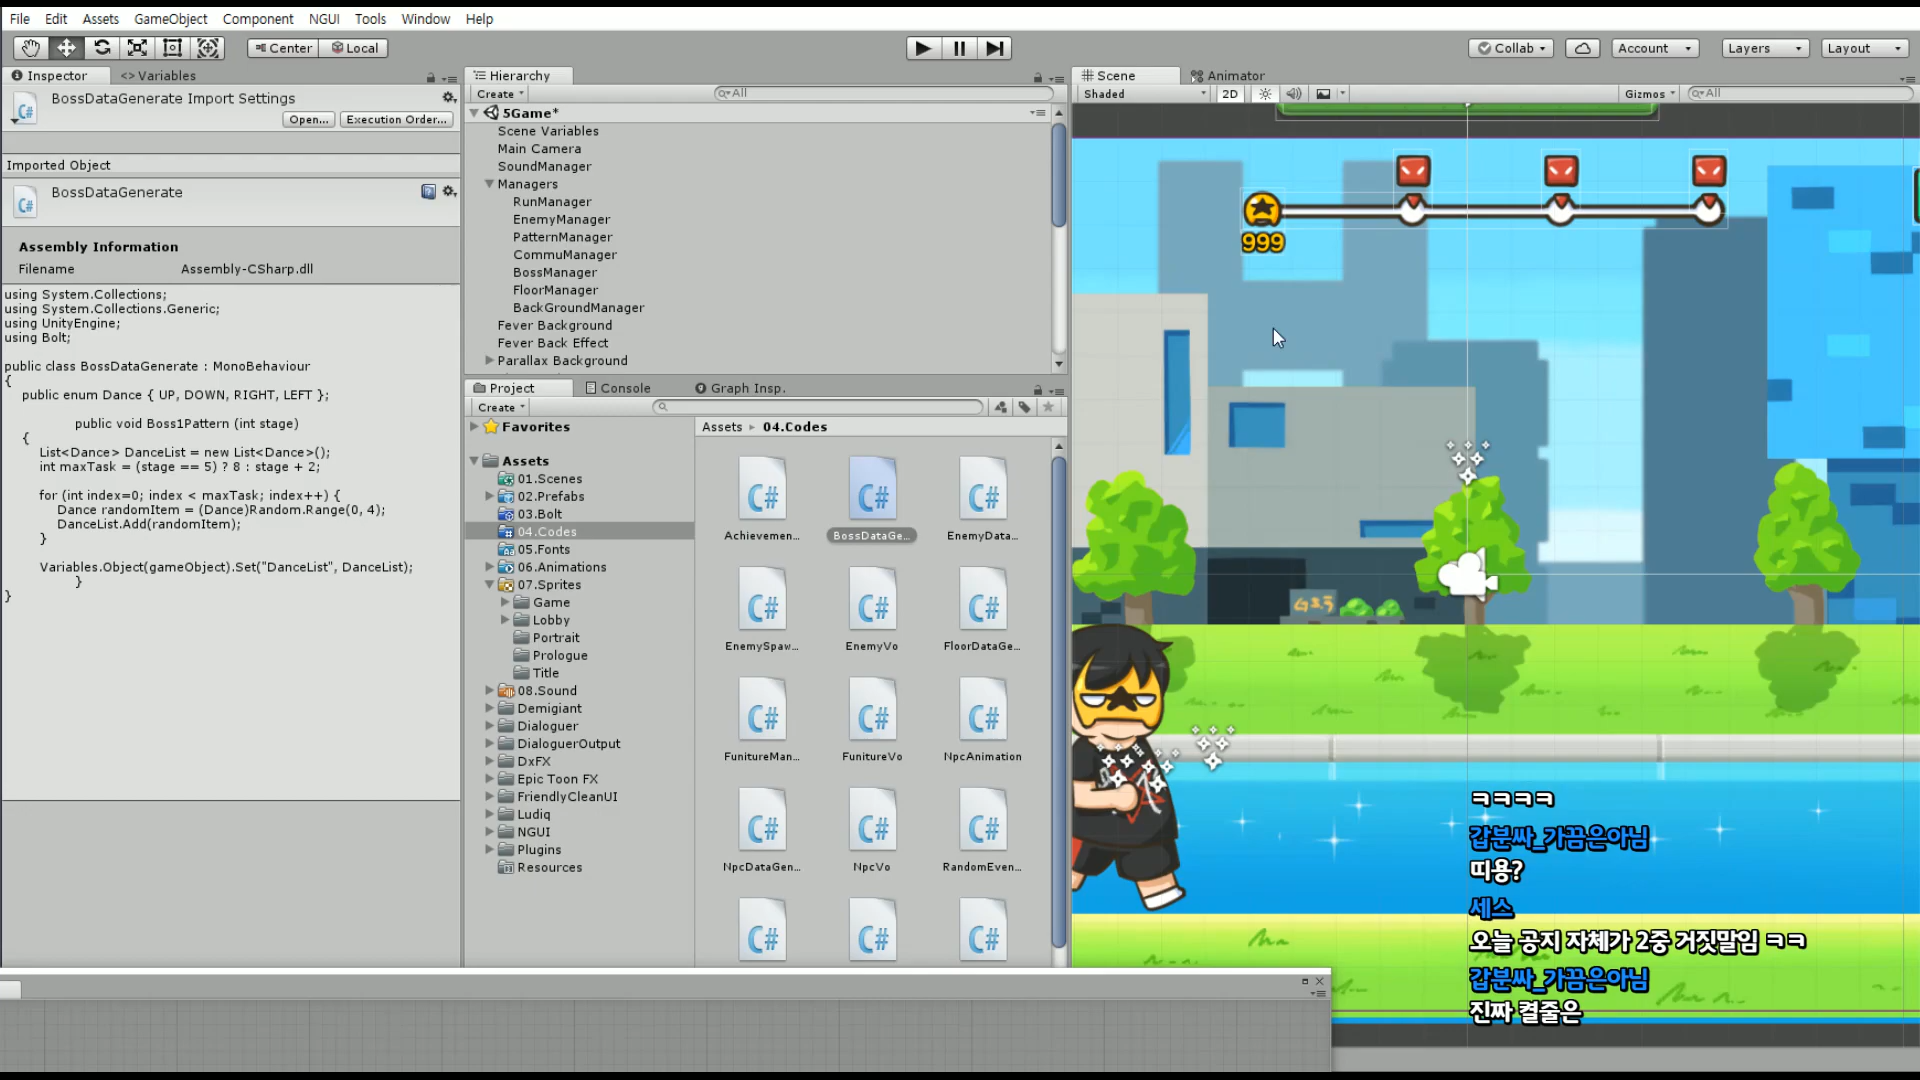 File Edit Assets GameObject Component NGUI Tools Window Help
Center Local Collab Account Layers Layout
Inspector <> Variables
BossDataGenerate Import Settings
Open... Execution Order...
Imported Object
BossDataGenerate
Assembly Information
Filename Assembly-CSharp.dll
using System.Collections;
using System.Collections.Generic;
using UnityEngine;
using Bolt;
public class BossDataGenerate : MonoBehaviour
{
public enum Dance { UP, DOWN, RIGHT, LEFT };
public void Boss1Pattern (int stage)
{
List<Dance> DanceList = new List<Dance>();
int maxTask = (stage == 5) ? 8 : stage + 2;
for (int index=0; index < maxTask; index++) {
Dance randomItem = (Dance)Random.Range(0, 4);
DanceList.Add(randomItem);
}
Variables.Object(gameObject).Set("DanceList", DanceList);
}
}
Hierarchy
Create All
5Game*
Scene Variables
Main Camera
SoundManager
Managers
RunManager
EnemyManager
PatternManager
CommuManager
BossManager
FloorManager
BackGroundManager
Fever Background
Fever Back Effect
Parallax Background
Project Console Graph Insp.
Create
Favorites
Assets
01.Scenes
02.Prefabs
03.Bolt
04.Codes
05.Fonts
06.Animations
07.Sprites
Game
Lobby
Portrait
Prologue
Title
08.Sound
Demigiant
Dialoguer
DialoguerOutput
DxFX
Epic Toon FX
FriendlyCleanUI
Ludiq
NGUI
Plugins
Resources
Assets ▸ 04.Codes
C# C# C#
Achievemen... BossDataGe... EnemyData...
C# C# C#
EnemySpaw... EnemyVo FloorDataGe...
C# C# C#
FunitureMan... FunitureVo NpcAnimation
C# C# C#
NpcDataGen... NpcVo RandomEven...
C# C# C#
Scene Animator
Shaded 2D Gizmos All
999
ㅋㅋㅋㅋ
갑분싸_가끔은아님
띠용?
세스
오늘 공지 자체가 2중 거짓말임 ㅋㅋ
갑분싸_가끔은아님
진짜 켤줄은